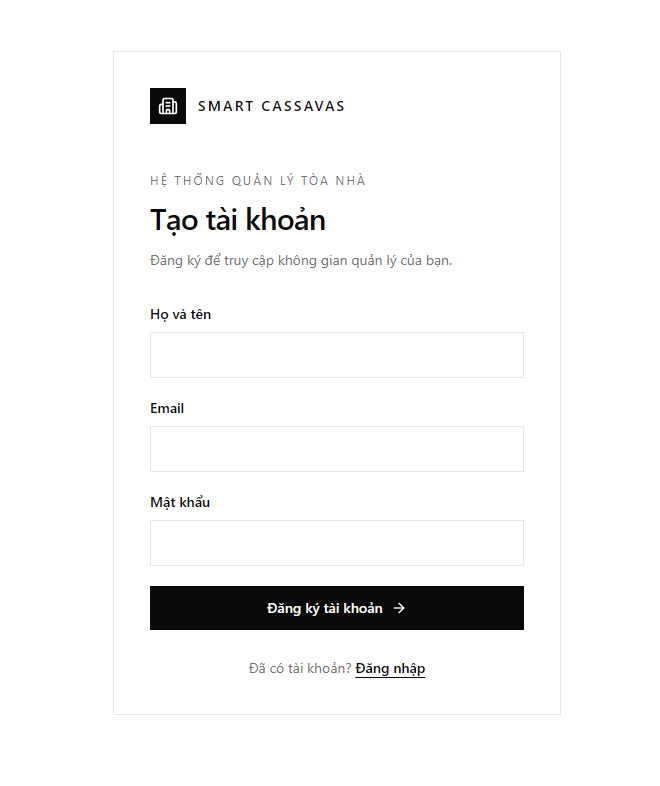 SMART CASSAVAS
HỆ THỐNG QUẢN LÝ TÒA NHÀ
Tạo tài khoản
Đăng ký để truy cập không gian quản lý của bạn.
Họ và tên
Email
Mật khẩu
Đăng ký tài khoản →
Đã có tài khoản? Đăng nhập